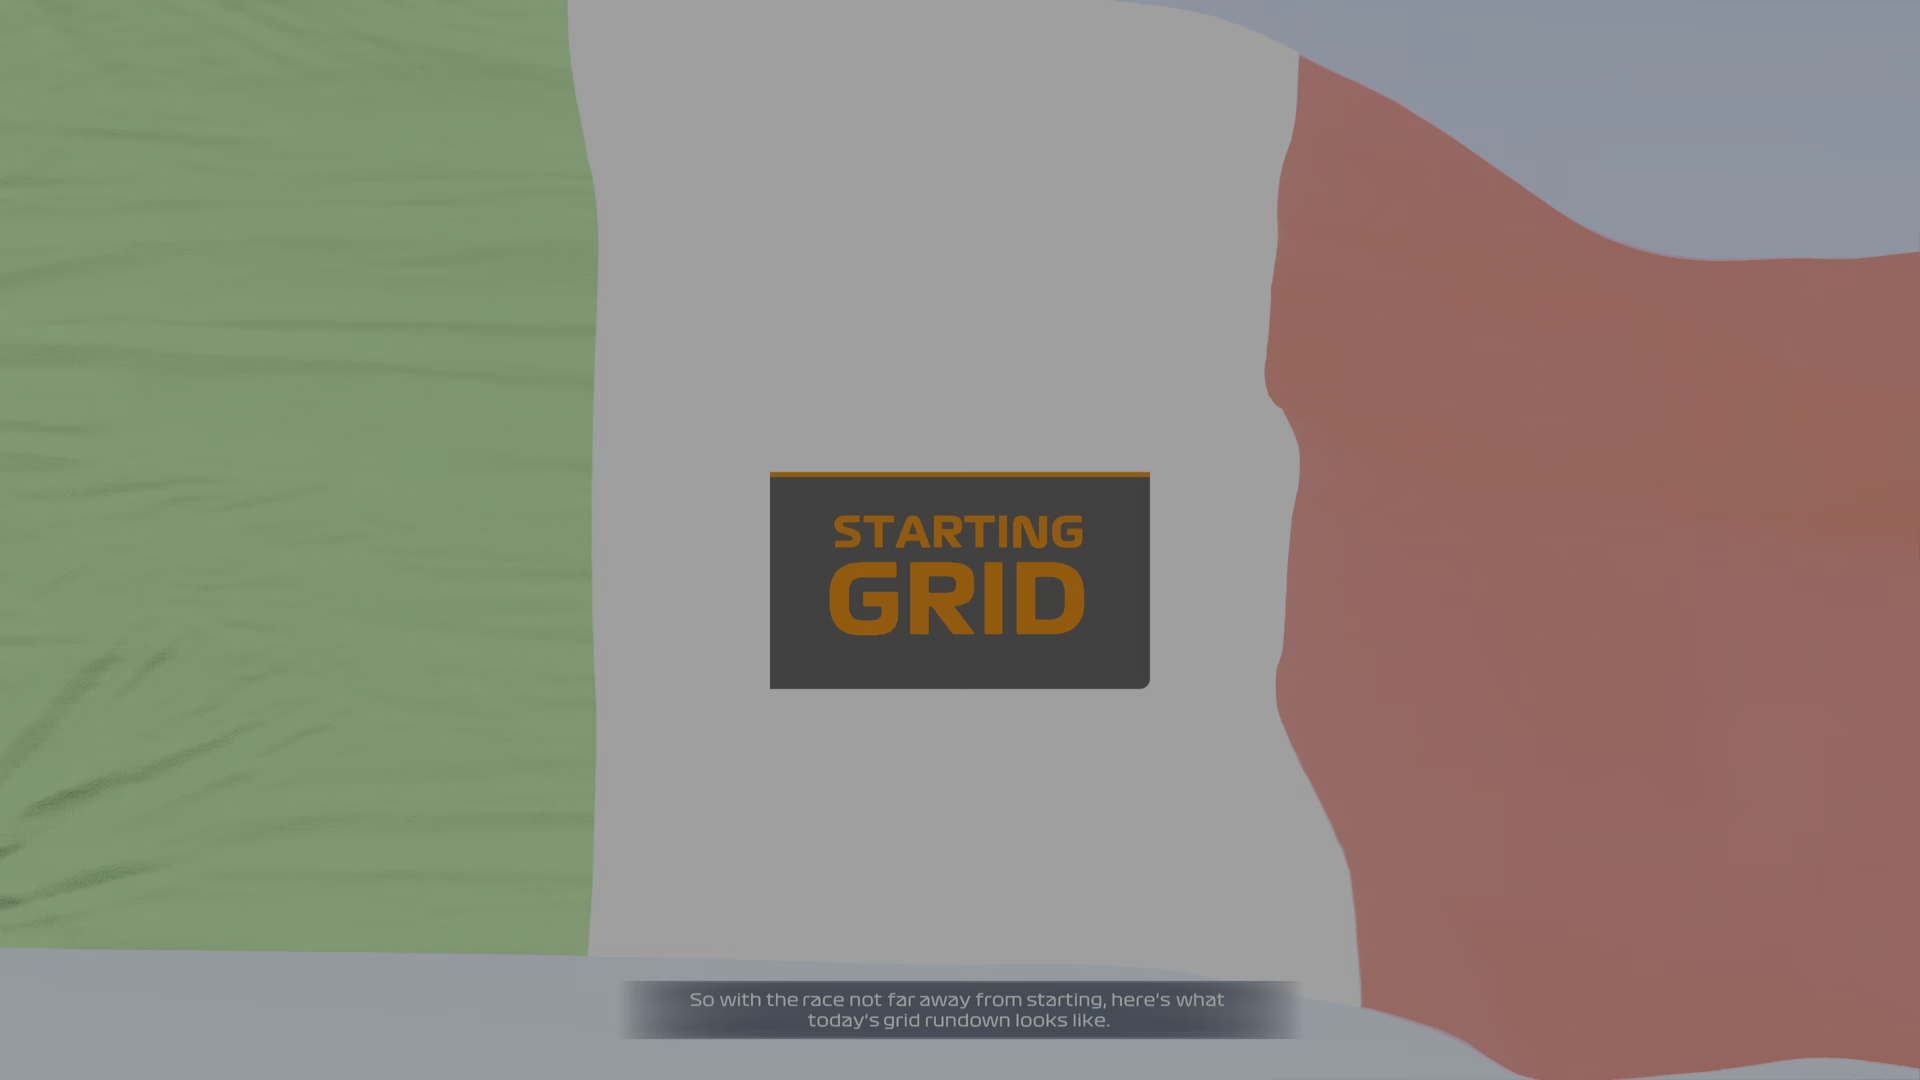 STARTING
GRID
So with the race not far away from starting, here's what
today's grid rundown looks like.